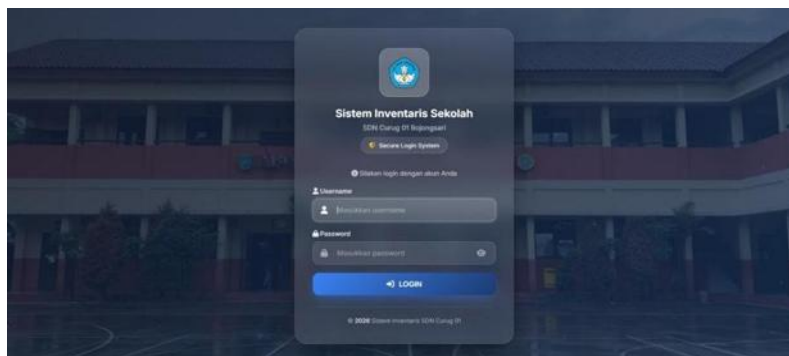 Sistem Inventaris Sekolah
SDN Curug 01 Bojongsari
Secure Login System
Silakan login dengan akun Anda
Username
Masukkan username
Password
Masukkan password
LOGIN
© 2026 Sistem Inventaris SDN Curug 01